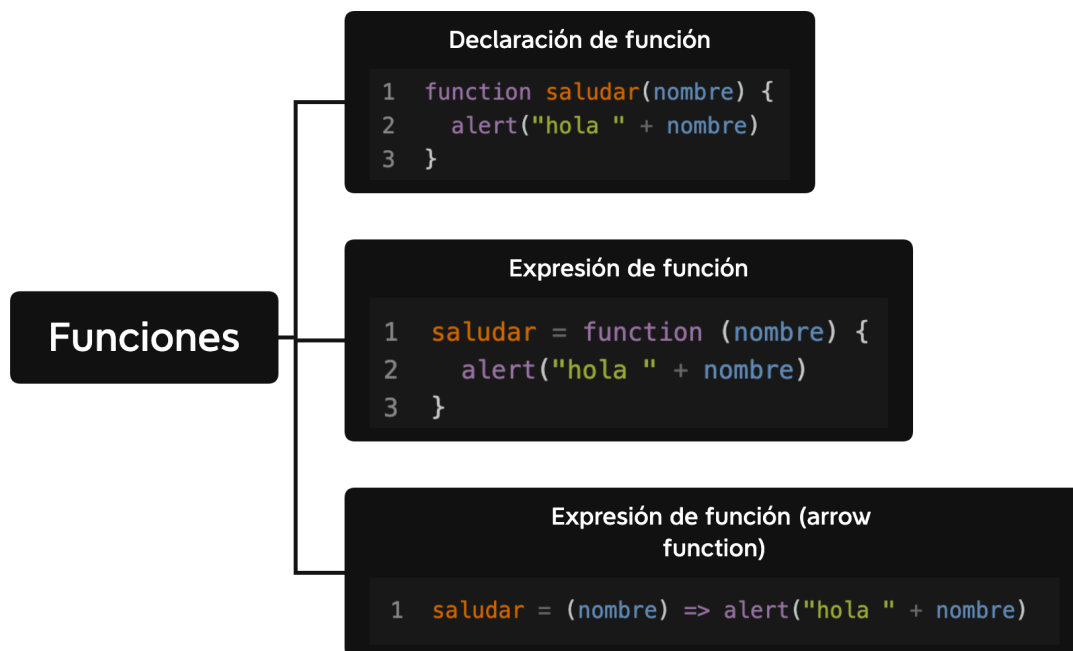 Funciones
Declaración de función
1 function saludar(nombre) {
2   alert("hola " + nombre)
3 }
Expresión de función
1 saludar = function (nombre) {
2   alert("hola " + nombre)
3 }
Expresión de función (arrow
function)
1 saludar = (nombre) => alert("hola " + nombre)